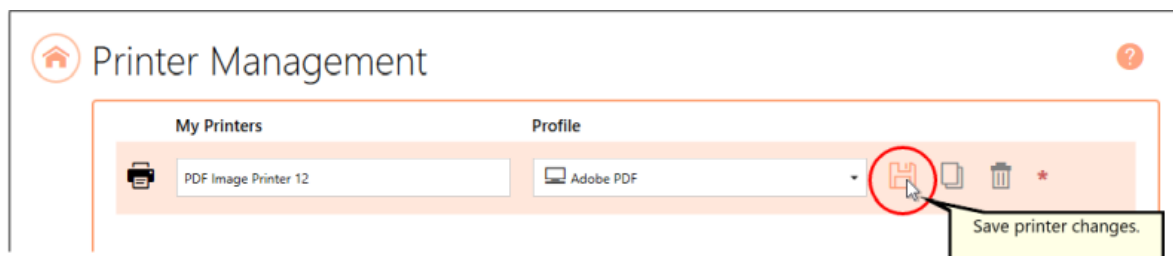 Printer Management
?
My Printers
Profile
PDF Image Printer 12
Adobe PDF
*
Save printer changes.